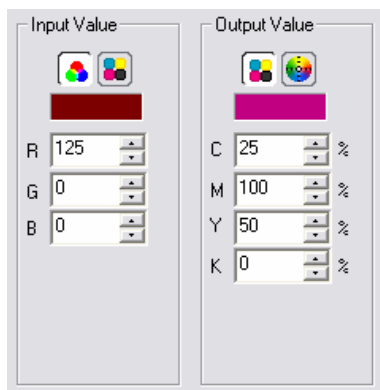 Input Value
R 125
G 0
B 0
Output Value
C 25 %
M 100 %
Y 50 %
K 0 %